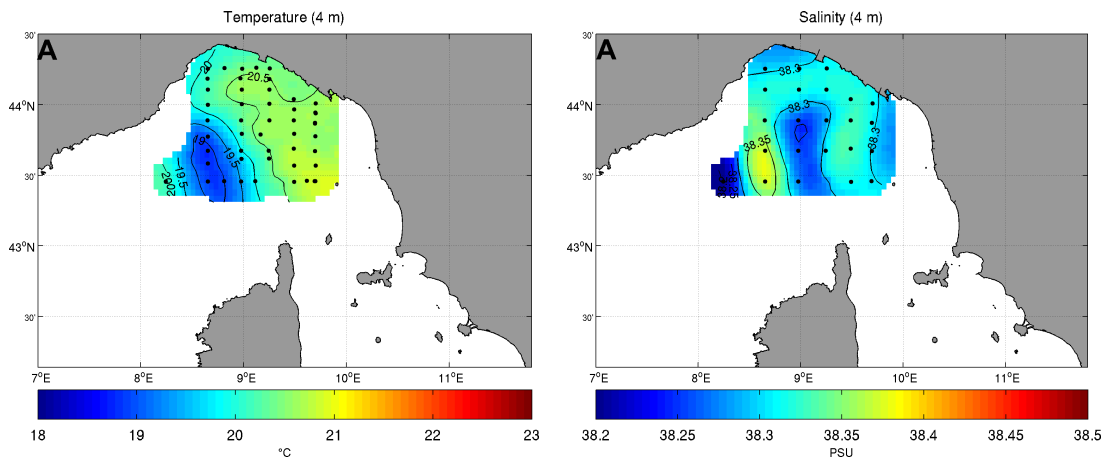 Temperature (4 m)
A
30'
44°N
30'
43°N
30'
7°E 8°E 9°E 10°E 11°E
20
20.5
19
19.5
19.5
20
18 19 20 21 22 23
°C
Salinity (4 m)
A
30'
44°N
30'
43°N
30'
7°E 8°E 9°E 10°E 11°E
38.3
38.3
38.35
38.3
38.2 38.25 38.3 38.35 38.4 38.45 38.5
PSU